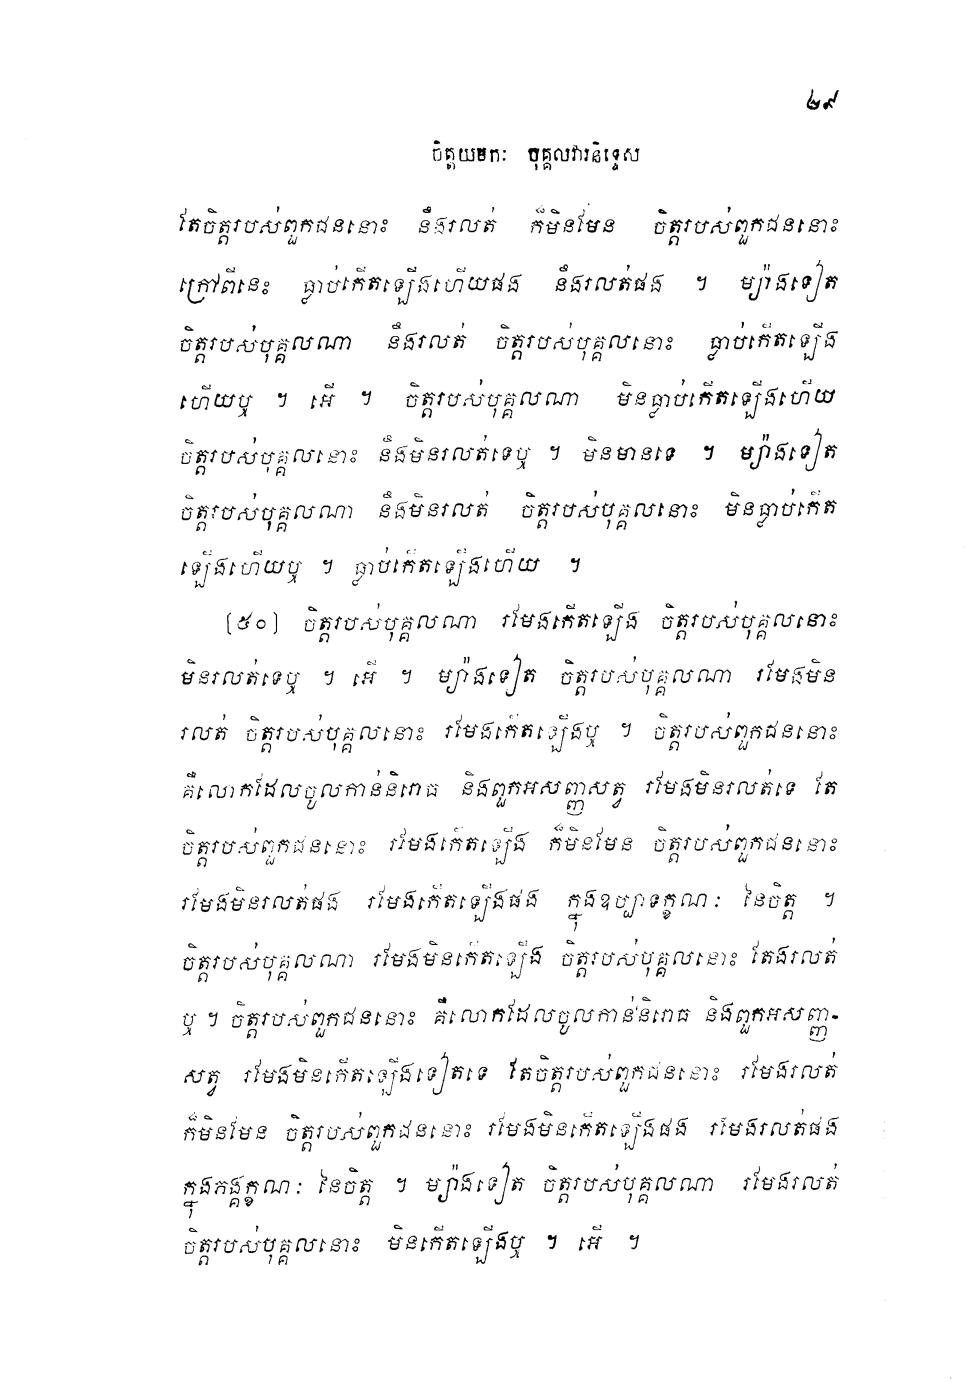 ២៩
ចិត្តយមកៈ បុគ្គលវារនិទ្ទេស
តែចិត្តរបស់ពួកជននោះ នឹងរលត់ ក៏មិនមែន ចិត្តរបស់ពួកជននោះ
ក្រៅពីនេះ ធ្លាប់កើតឡើងហើយផង នឹងរលត់ផង ។ ម្យ៉ាងទៀត
ចិត្តរបស់បុគ្គលណា នឹងរលត់ ចិត្តរបស់បុគ្គលនោះ ធ្លាប់កើតឡើង
ហើយឬ ។ អើ ។ ចិត្តរបស់បុគ្គលណា មិនធ្លាប់កើតឡើងហើយ
ចិត្តរបស់បុគ្គលនោះ នឹងមិនរលត់ទេឬ ។ មិនមានទេ ។ ម្យ៉ាងទៀត
ចិត្តរបស់បុគ្គលណា នឹងមិនរលត់ ចិត្តរបស់បុគ្គលនោះ មិនធ្លាប់កើត
ឡើងហើយឬ ។ ធ្លាប់កើតឡើងហើយ ។
[៥០] ចិត្តរបស់បុគ្គលណា រមែងកើតឡើង ចិត្តរបស់បុគ្គលនោះ
មិនរលត់ទេឬ ។ អើ ។ ម្យ៉ាងទៀត ចិត្តរបស់បុគ្គលណា រមែងមិន
រលត់ ចិត្តរបស់បុគ្គលនោះ រមែងកើតឡើងឬ ។ ចិត្តរបស់ពួកជននោះ
គឺលោកដែលចូលកាន់និរោធ និងពួកអសញ្ញសត្វ រមែងមិនរលត់ទេ តែ
ចិត្តរបស់ពួកជននោះ រមែងកើតឡើង ក៏មិនមែន ចិត្តរបស់ពួកជននោះ
រមែងមិនរលត់ផង រមែងកើតឡើងផង ក្នុងឧប្បាទក្ខណៈ នៃចិត្ត ។
ចិត្តរបស់បុគ្គលណា រមែងមិនកើតឡើង ចិត្តរបស់បុគ្គលនោះ តែងរលត់
ឬ ។ ចិត្តរបស់ពួកជននោះ គឺលោកដែលចូលកាន់និរោធ និងពួកអសញ្ញ-
សត្វ រមែងមិនកើតឡើងទៀតទេ តែចិត្តរបស់ពួកជននោះ រមែងរលត់
ក៏មិនមែន ចិត្តរបស់ពួកជននោះ រមែងមិនកើតឡើងផង រមែងរលត់ផង
ក្នុងភង្គក្ខណៈ នៃចិត្ត ។ ម្យ៉ាងទៀត ចិត្តរបស់បុគ្គលណា រមែងរលត់
ចិត្តរបស់បុគ្គលនោះ មិនកើតឡើងឬ ។ អើ ។